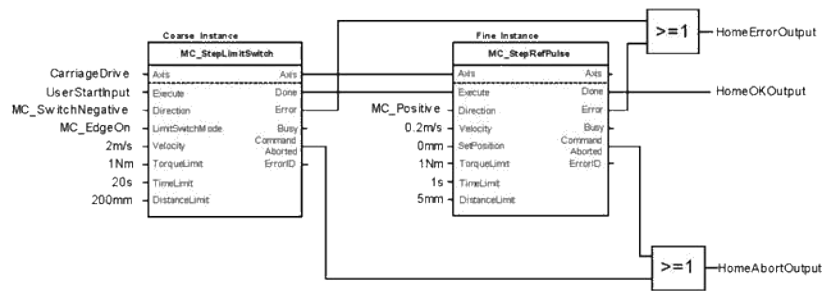 Coarse Instance
MC_StepLimitSwitch
CarriageDrive Axis Axis
UserStartInput Execute Done
MC_SwitchNegative Direction Error
MC_EdgeOn LimitSwitchMode Busy
2m/s Velocity Command Aborted
1Nm TorqueLimit ErrorID
20s TimeLimit
200mm DistanceLimit
Fine Instance
MC_StepRefPulse
Axis Axis
Execute Done
MC_Positive Direction Error
0.2m/s Velocity Busy
0mm SetPosition Command Aborted
1Nm TorqueLimit ErrorID
1s TimeLimit
5mm DistanceLimit
>=1 HomeErrorOutput
HomeOKOutput
>=1 HomeAbortOutput